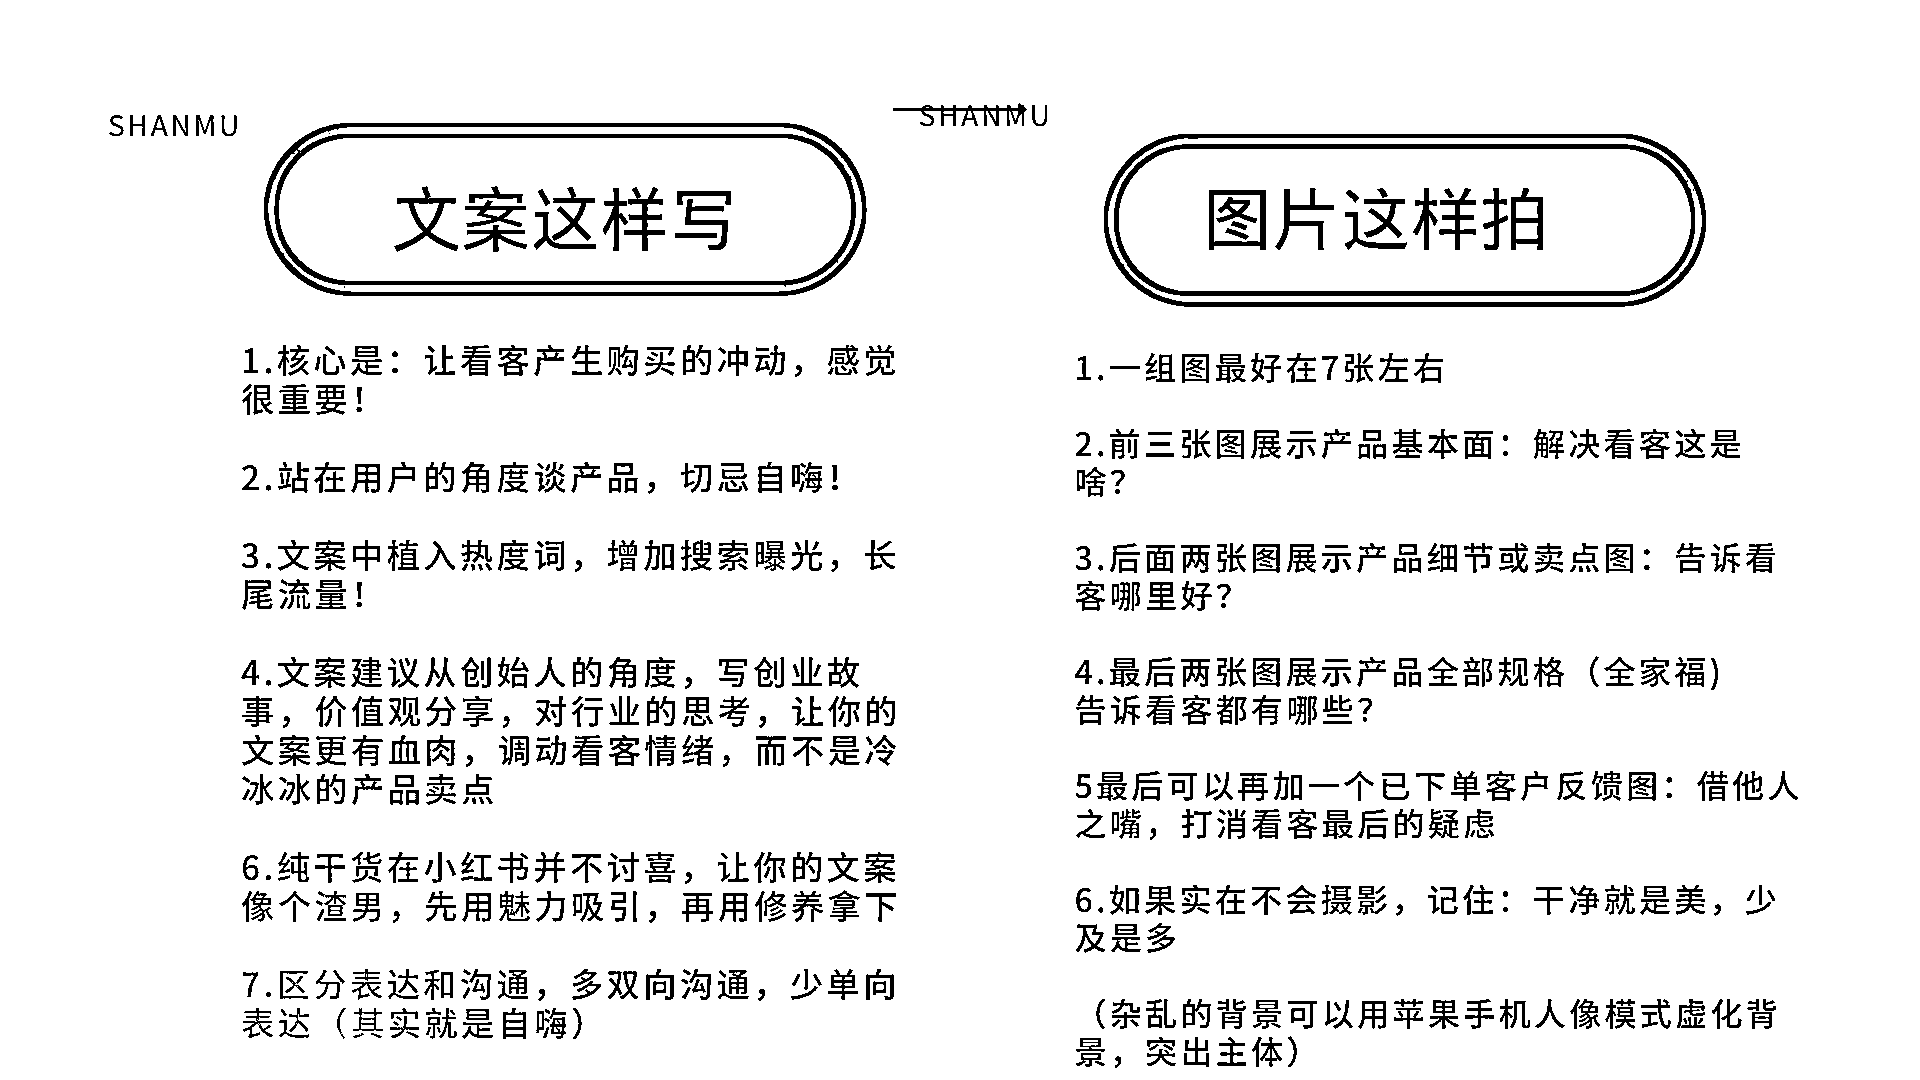 SHANMU
文案这样写
1.核心是：让看客产生购买的冲动，感觉
很重要！
2.站在用户的角度谈产品，切忌自嗨！
3.文案中植入热度词，增加搜索曝光，长
尾流量！
4.文案建议从创始人的角度，写创业故
事，价值观分享，对行业的思考，让你的
文案更有血肉，调动看客情绪，而不是冷
冰冰的产品卖点
6.纯干货在小红书并不讨喜，让你的文案
像个渣男，先用魅力吸引，再用修养拿下
7.区分表达和沟通，多双向沟通，少单向
表达（其实就是自嗨）
SHANMU
图片这样拍
1.一组图最好在7张左右
2.前三张图展示产品基本面：解决看客这是
啥？
3.后面两张图展示产品细节或卖点图：告诉看
客哪里好？
4.最后两张图展示产品全部规格（全家福)
告诉看客都有哪些？
5最后可以再加一个已下单客户反馈图：借他人
之嘴，打消看客最后的疑虑
6.如果实在不会摄影，记住：干净就是美，少
及是多
（杂乱的背景可以用苹果手机人像模式虚化背
景，突出主体）